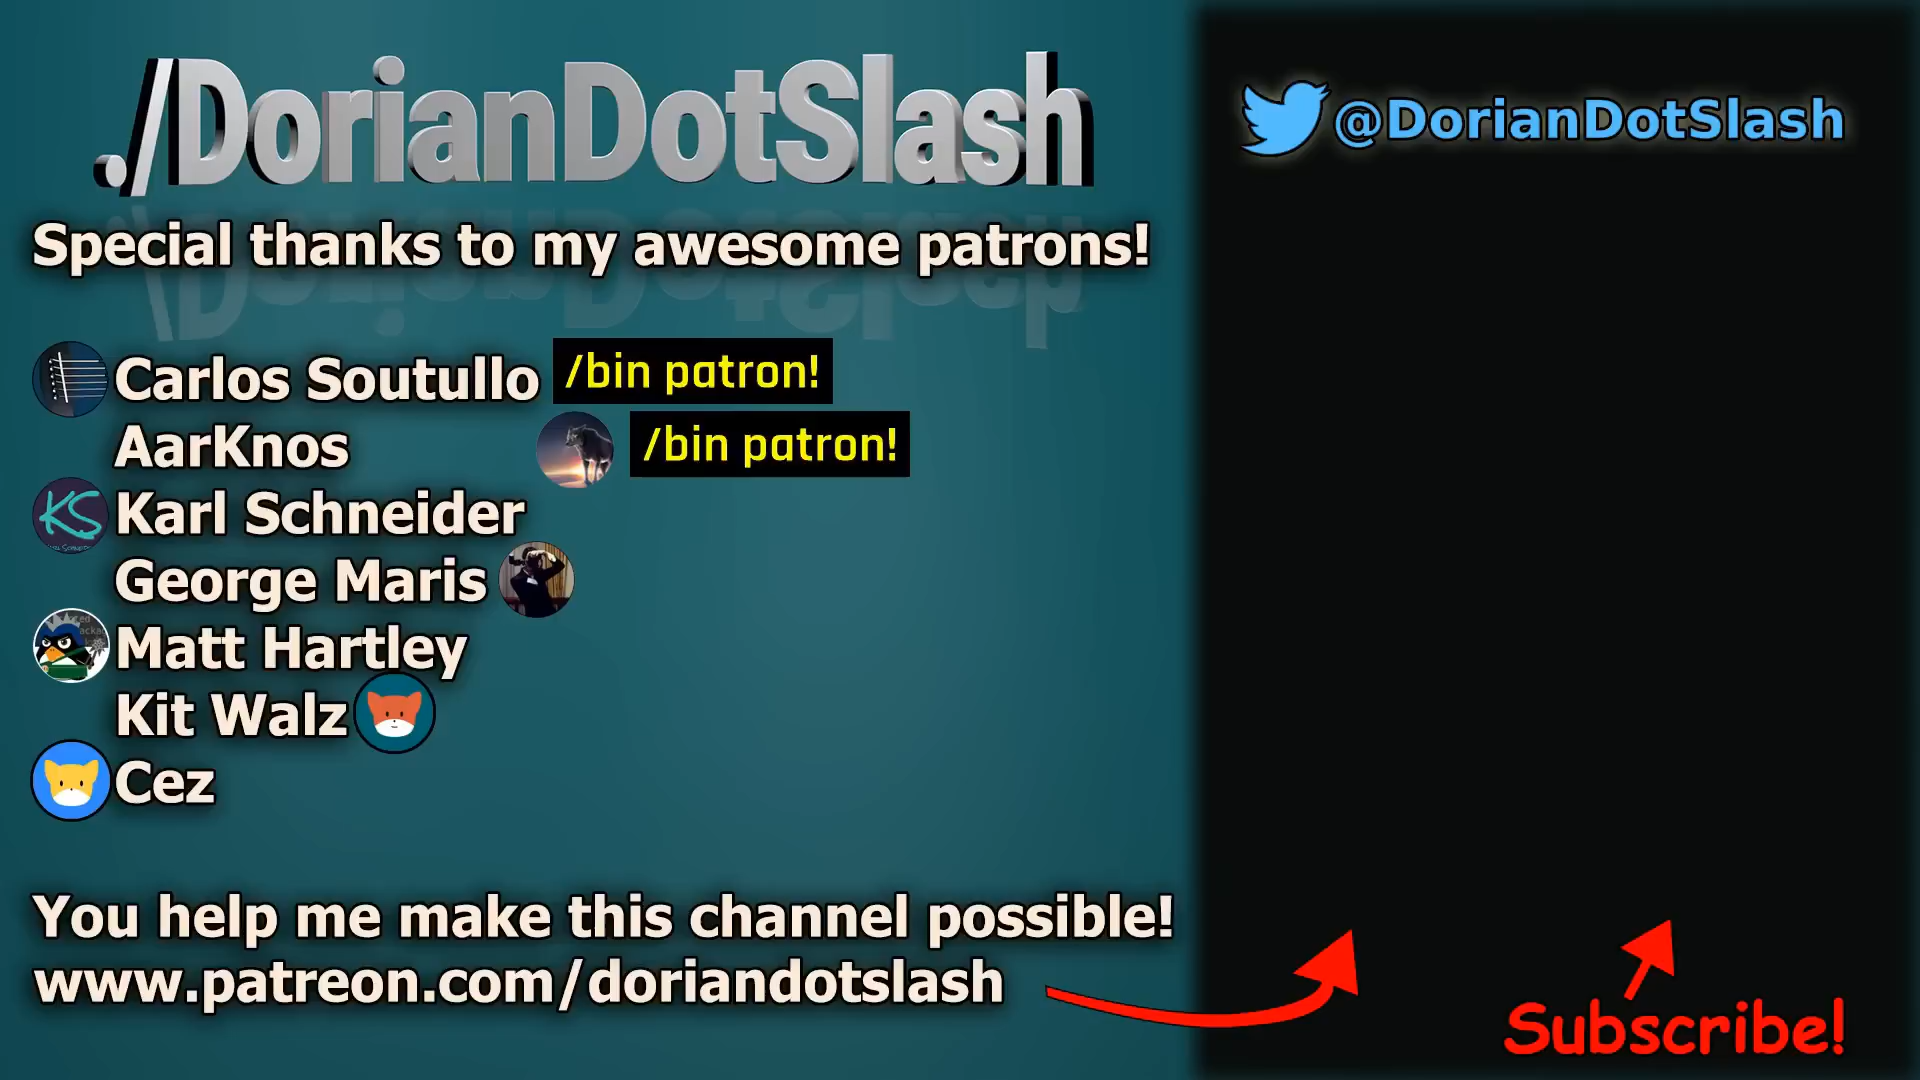 ./DorianDotSlash
@DorianDotSlash
Special thanks to my awesome patrons!
Carlos Soutullo /bin patron!
AarKnos /bin patron!
KS Karl Schneider
George Maris
Matt Hartley
Kit Walz
Cez
You help me make this channel possible!
www.patreon.com/doriandotslash
Subscribe!